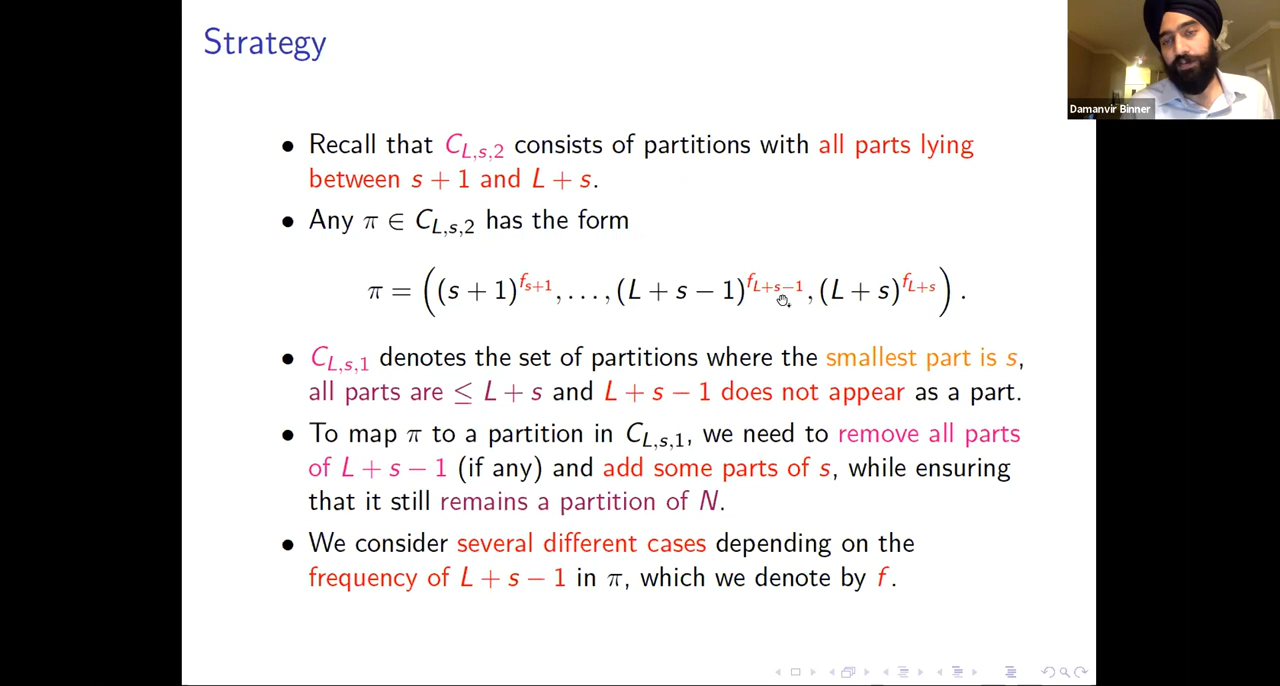 Strategy
Damanvir Binner
• Recall that C_{L,s,2} consists of partitions with all parts lying
between s + 1 and L + s.
• Any π ∈ C_{L,s,2} has the form
π = ((s + 1)^{f_{s+1}}, . . . , (L + s − 1)^{f_{L+s−1}}, (L + s)^{f_{L+s}}) .
• C_{L,s,1} denotes the set of partitions where the smallest part is s,
all parts are ≤ L + s and L + s − 1 does not appear as a part.
• To map π to a partition in C_{L,s,1}, we need to remove all parts
of L + s − 1 (if any) and add some parts of s, while ensuring
that it still remains a partition of N.
• We consider several different cases depending on the
frequency of L + s − 1 in π, which we denote by f.